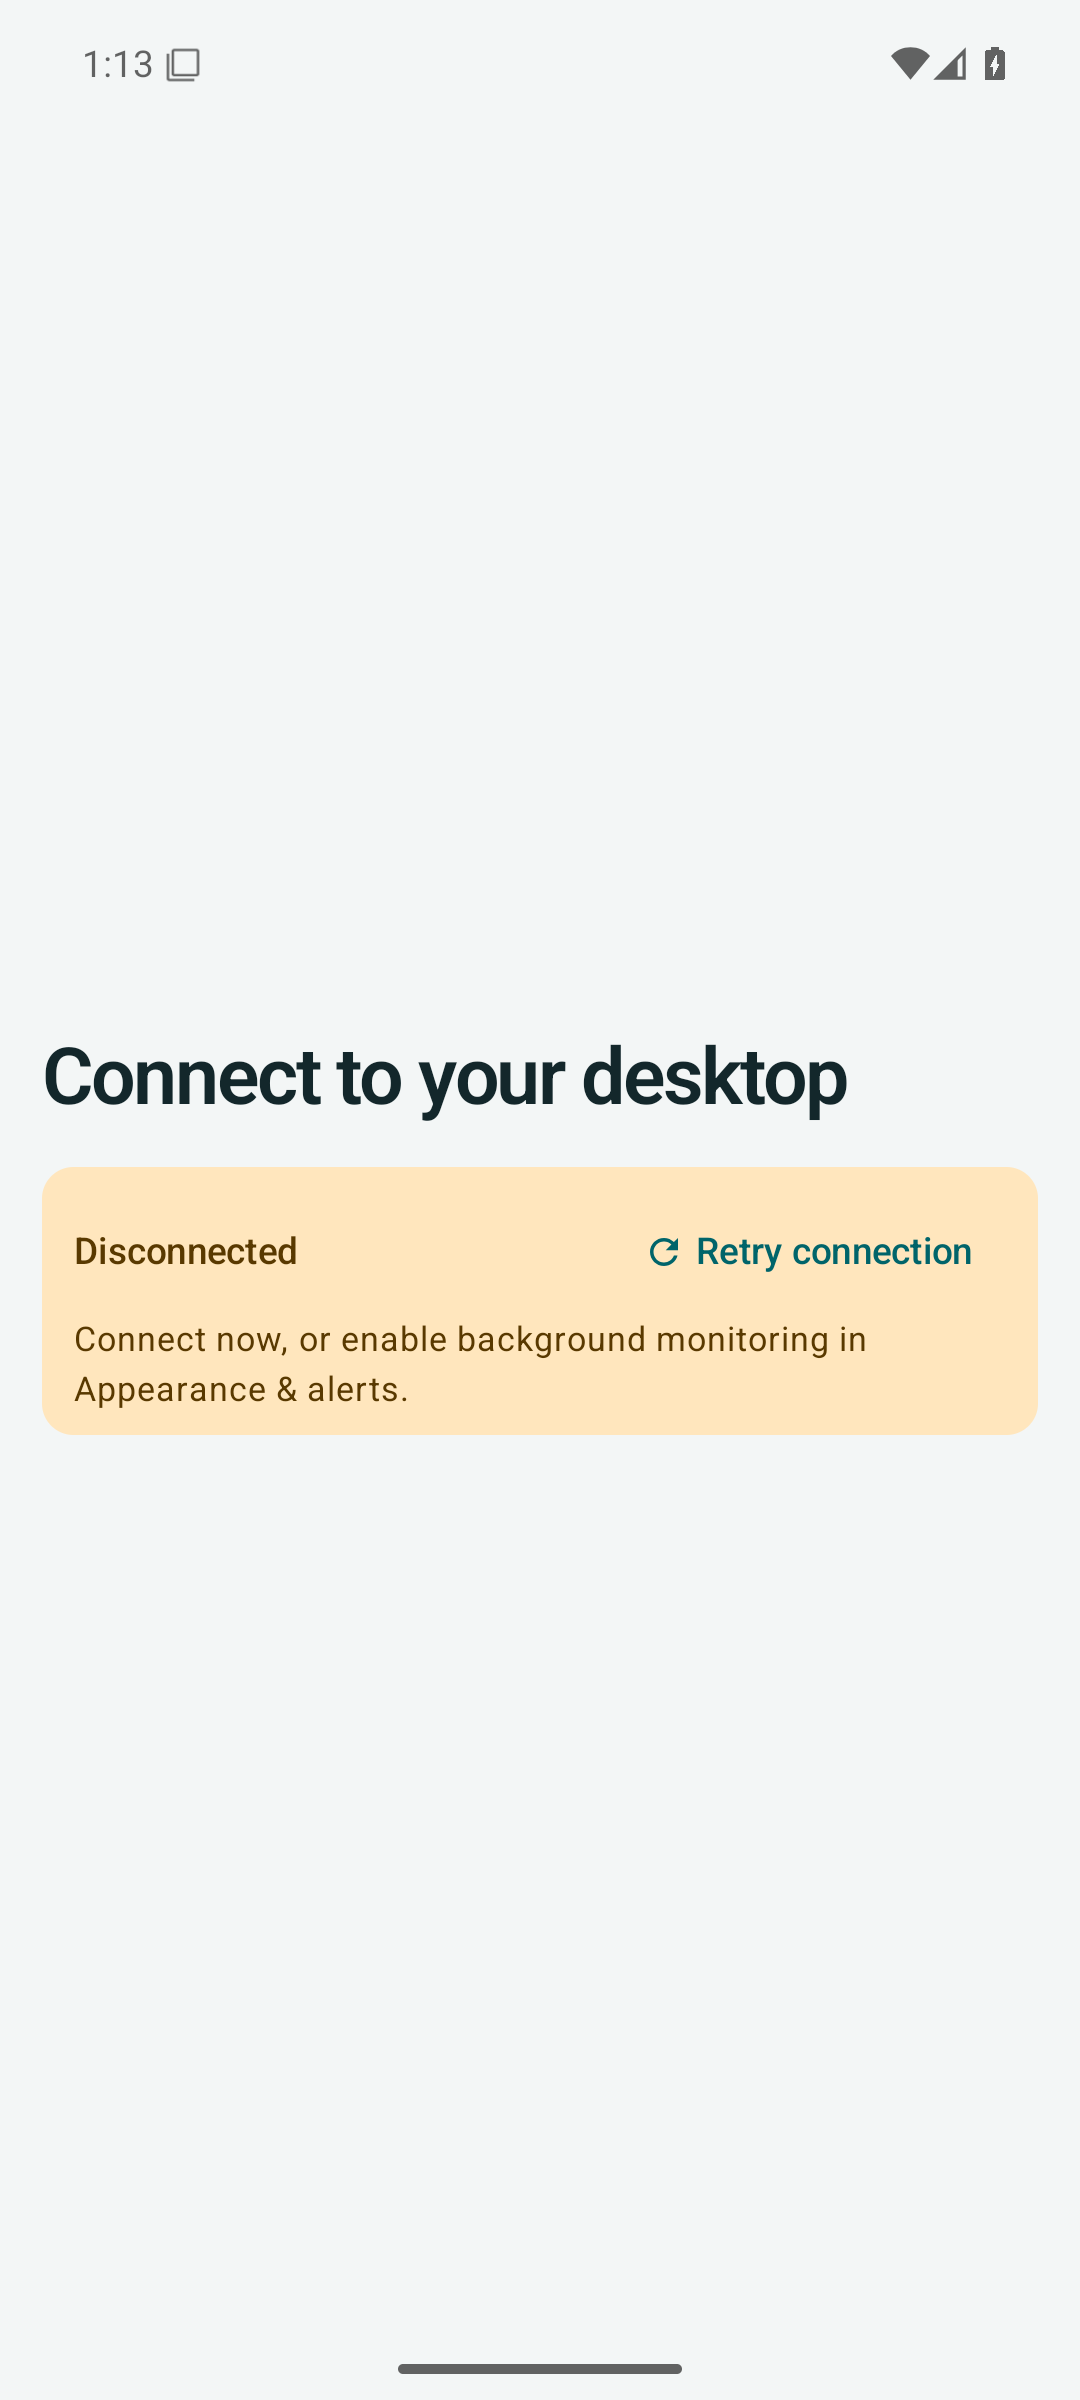 1:13
Connect to your desktop
Disconnected
Retry connection
Connect now, or enable background monitoring in
Appearance & alerts.